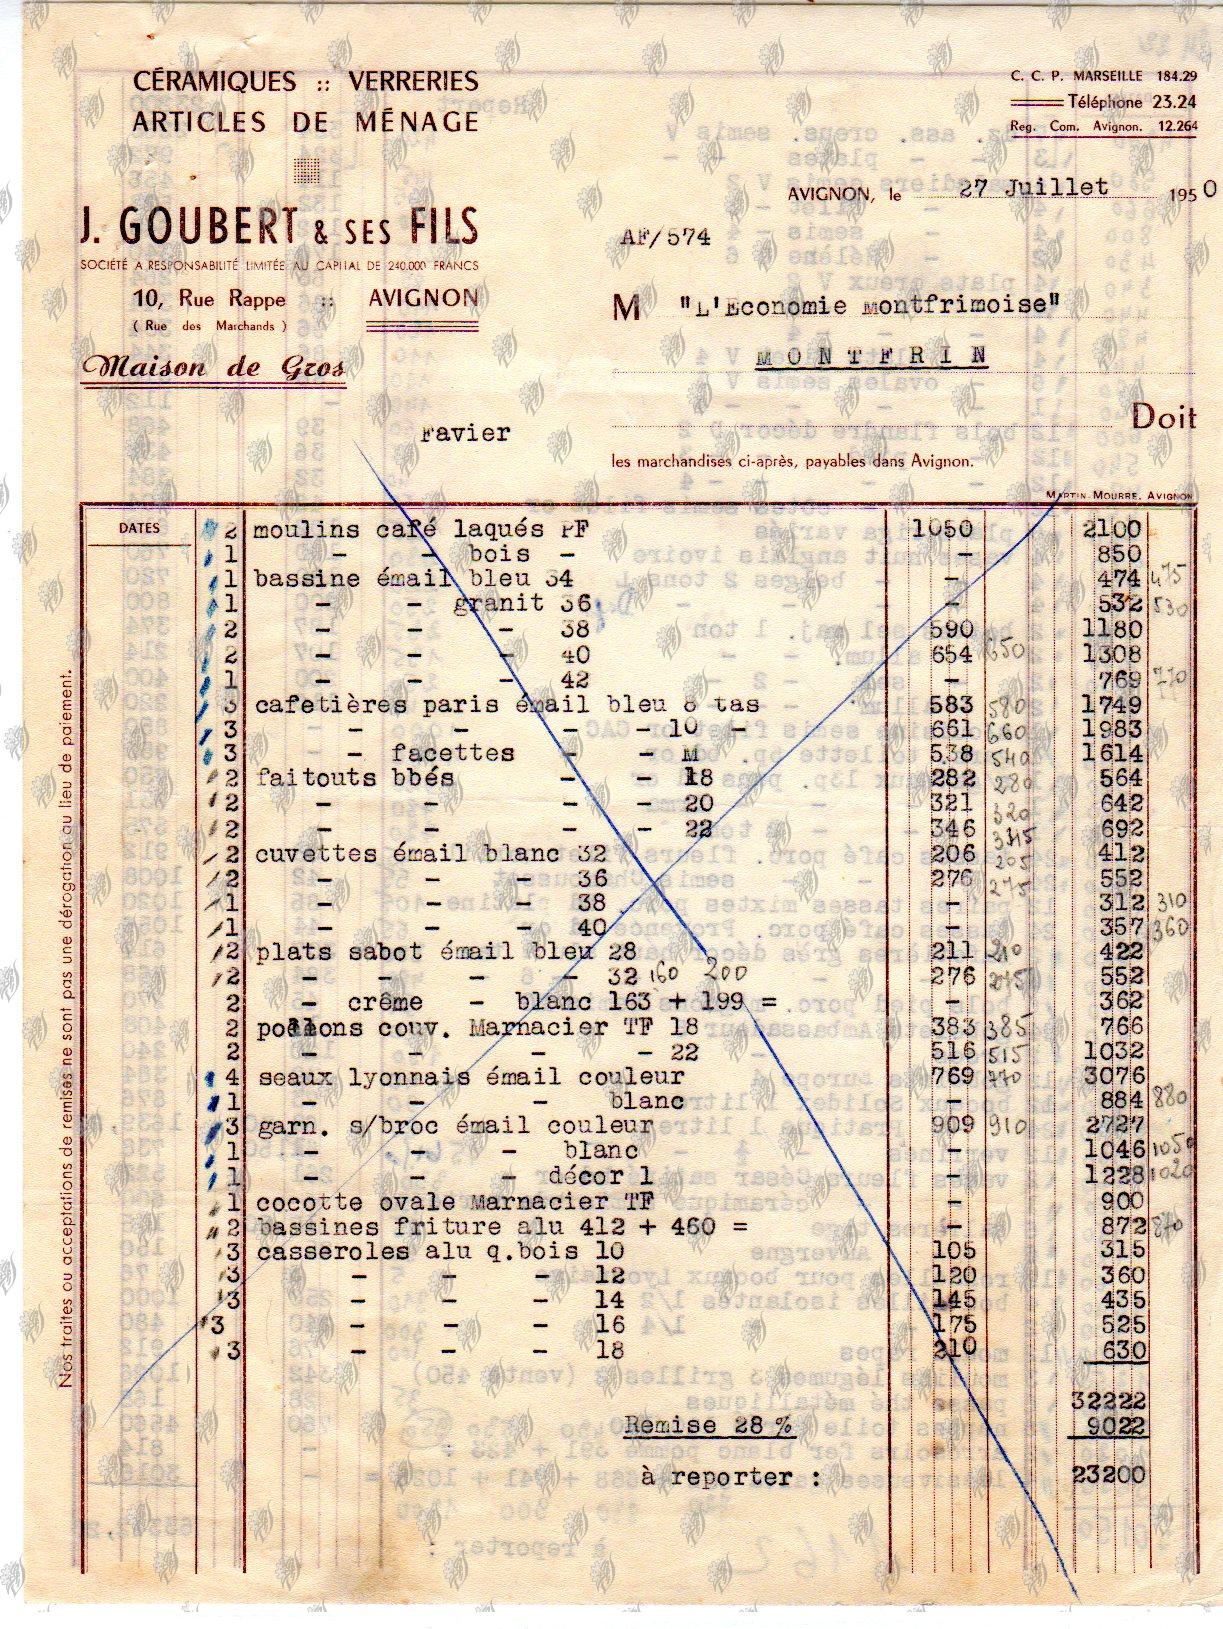 CÉRAMIQUES :: VERRERIES
ARTICLES DE MÉNAGE
J. GOUBERT & SES FILS
SOCIÉTÉ A RESPONSABILITÉ LIMITÉE AU CAPITAL DE 240.000 FRANCS
10, Rue Rappe :: AVIGNON
( Rue des Marchands )
Maison de Gros
C. C. P. MARSEILLE 184.29
Téléphone 23.24
Reg. Com. Avignon. 12.264
AVIGNON, le 27 Juillet 1950
AF/574
M "L'Economie Montfrinoise"
MONTFRIN
Favier
Doit
les marchandises ci-après, payables dans Avignon.
MARTIN-MOURRE, AVIGNON
DATES
2 moulins café laqués PF 1050 2100
1 - - bois - - 850
1 bassine émail bleu 34 - 474 475
1 - - granit 36 - 532 530
2 - - - 38 590 1180
2 - - - 40 654 650 1308
1 - - - 42 - 769 770
3 cafetières paris émail bleu 8 tas 583 580 1749
3 - - - - 10 - 661 660 1983
3 - facettes - - M 538 540 1614
2 faitouts bbés - - 18 282 280 564
2 - - - - 20 321 320 642
2 - - - - 22 346 345 692
2 cuvettes émail blanc 32 206 205 412
2 - - - 36 276 275 552
1 - - - 38 - 312 310
1 - - - 40 - 357 360
2 plats sabot émail bleu 28 211 210 422
2 - - - - 32 160 200 276 275 552
2 - crême - blanc 163 + 199 = - 362
2 poëlons couv. Marnacier TF 18 383 385 766
2 - - - - 22 516 515 1032
4 seaux lyonnais émail couleur 769 770 3076
1 - - - blanc - 884 880
3 garn. s/broc émail couleur 909 910 2727
1 - - - blanc - 1046 1050
1 - - - décor 1 - 1228 1020
1 cocotte ovale Marnacier TF - 900
2 bassines friture alu 412 + 460 = - 872 870
3 casseroles alu q.bois 10 105 315
3 - - - 12 120 360
3 - - - 14 145 435
3 - - - 16 175 525
3 - - - 18 210 630
32222
Remise 28 % 9022
à reporter : 23200
Nos traites ou acceptations de remises ne sont pas une dérogation au lieu de paiement.